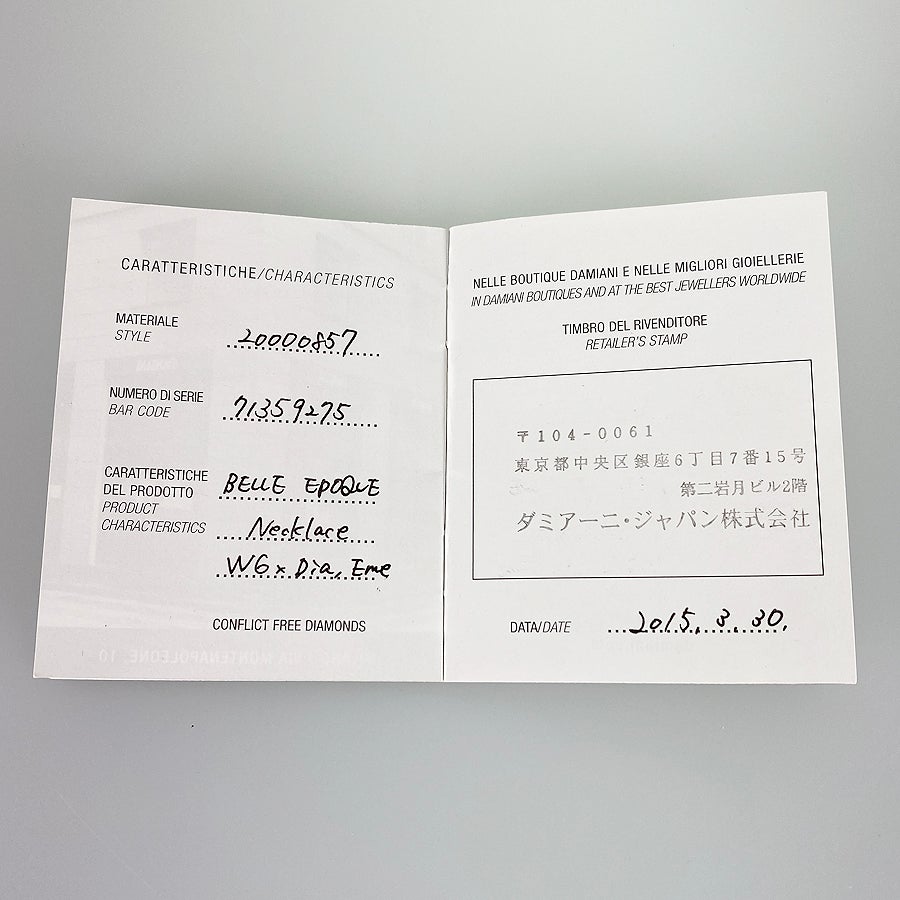 CARATTERISTICHE/CHARACTERISTICS
MATERIALE
STYLE
20000857
NUMERO DI SERIE
BAR CODE
71359275
CARATTERISTICHE
DEL PRODOTTO
PRODUCT
CHARACTERISTICS
BELLE EPOQUE
Necklace
WG x Dia, Eme
CONFLICT FREE DIAMONDS
NELLE BOUTIQUE DAMIANI E NELLE MIGLIORI GIOIELLERIE
IN DAMIANI BOUTIQUES AND AT THE BEST JEWELLERS WORLDWIDE
TIMBRO DEL RIVENDITORE
RETAILER'S STAMP
〒104-0061
東京都中央区銀座6丁目7番15号
第二岩月ビル2階
ダミアーニ・ジャパン株式会社
DATA/DATE
2015.3.30.